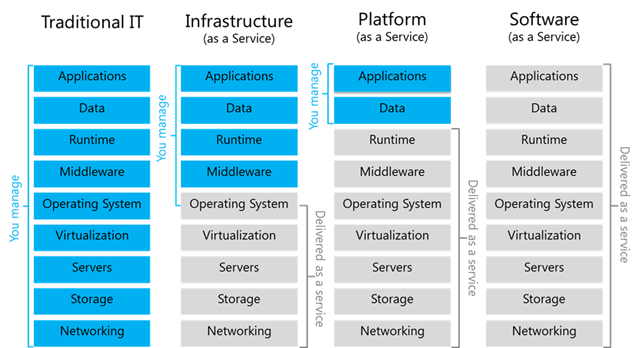 Traditional IT
Applications
Data
Runtime
Middleware
Operating System
Virtualization
Servers
Storage
Networking
You manage
Infrastructure
(as a Service)
Applications
Data
Runtime
Middleware
Operating System
Virtualization
Servers
Storage
Networking
You manage
Delivered as a service
Platform
(as a Service)
Applications
Data
Runtime
Middleware
Operating System
Virtualization
Servers
Storage
Networking
You manage
Delivered as a service
Software
(as a Service)
Applications
Data
Runtime
Middleware
Operating System
Virtualization
Servers
Storage
Networking
Delivered as a service